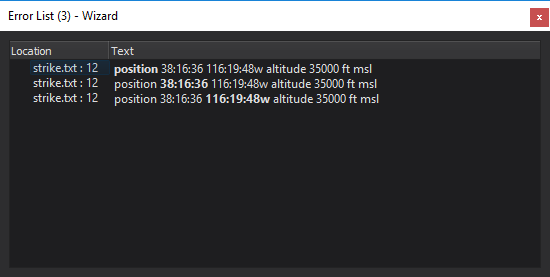 Error List (3) - Wizard
x
Location Text
strike.txt : 12 position 38:16:36 116:19:48w altitude 35000 ft msl
strike.txt : 12 position 38:16:36 116:19:48w altitude 35000 ft msl
strike.txt : 12 position 38:16:36 116:19:48w altitude 35000 ft msl